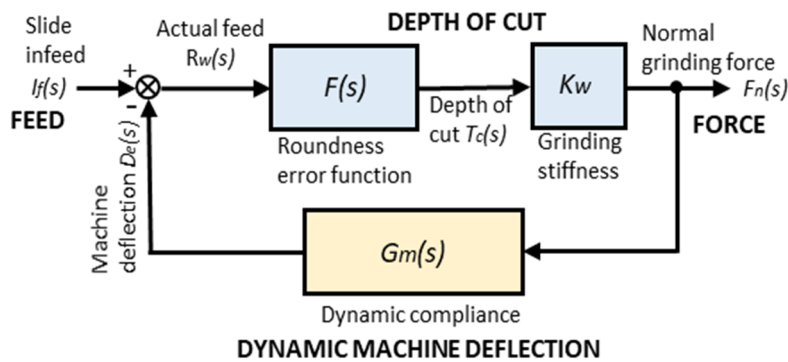 DEPTH OF CUT
Slide
infeed
If(s)
FEED
+
-
Actual feed
Rw(s)
F(s)
Roundness
error function
Depth of
cut Tc(s)
Kw
Grinding
stiffness
Normal
grinding force
Fn(s)
FORCE
Machine
deflection De(s)
Gm(s)
Dynamic compliance
DYNAMIC MACHINE DEFLECTION